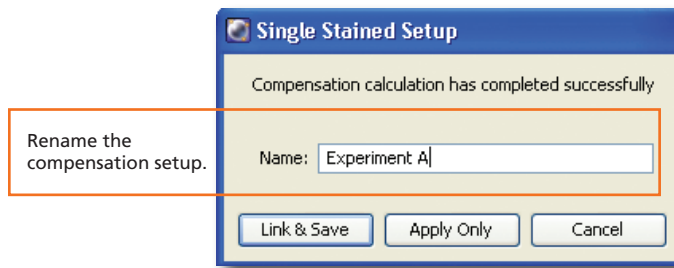 Single Stained Setup
Compensation calculation has completed successfully
Rename the
compensation setup.
Name: Experiment A
Link & Save Apply Only Cancel